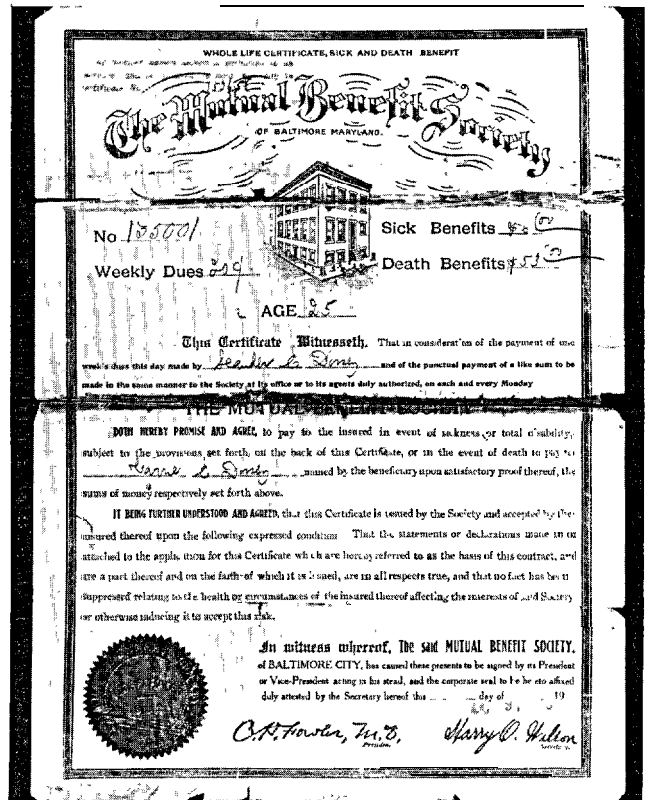 WHOLE LIFE CERTIFICATE, SICK AND DEATH BENEFIT
The Mutual Benefit Society
OF BALTIMORE MARYLAND.
No 135001
Sick Benefits
Weekly Dues
Death Benefits
AGE 25
This Certificate Witnesseth. That in consideration of the payment of one
week's dues this day made by and of the punctual payment of a like sum to be
made in the same manner to the Society at its office or to its agents duly authorized, on each and every Monday
THE MUTUAL BENEFIT SOCIETY
DOTH HEREBY PROMISE AND AGREE, to pay to the insured in event of sickness or total disability,
subject to the provisions set forth, on the back of this Certificate, or in the event of death to pay to
named by the beneficiary upon satisfactory proof thereof, the
sums of money respectively set forth above.
IT BEING FURTHER UNDERSTOOD AND AGREED, that this Certificate is issued by the Society and accepted by the
insured thereof upon the following expressed condition That the statements or declarations made in or
attached to the application for this Certificate which are hereby referred to as the basis of this contract, and
are a part thereof and on the faith of which it is issued, are in all respects true, and that no fact has been
suppressed relating to the health or circumstances of the insured thereof affecting the interests of said Society
or otherwise inducing it to accept this risk.
In witness whereof, The said MUTUAL BENEFIT SOCIETY,
of BALTIMORE CITY, has caused these presents to be signed by its President
or Vice-President acting in his stead, and the corporate seal to be hereto affixed
duly attested by the Secretary hereof this day of 19
C. H. Fowler, M.D. Harry O. Wilson
President. Secretary.